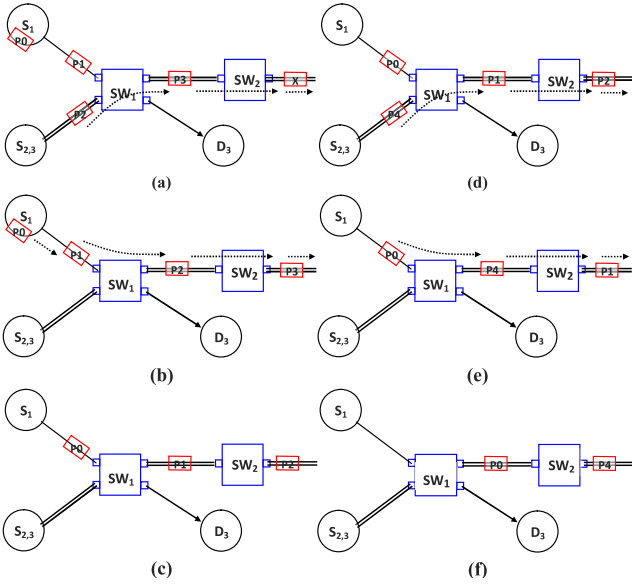 S1
P0
P1
P3
X
SW1
SW2
P2
S2,3
D3
(a)
S1
P0
P1
P2
SW2
SW1
P4
S2,3
D3
(d)
S1
P0
P1
P2
P3
SW1
SW2
S2,3
D3
(b)
S1
P0
P4
P1
SW1
SW2
S2,3
D3
(e)
S1
P0
P1
P2
SW1
SW2
S2,3
D3
(c)
S1
P0
P4
SW1
SW2
S2,3
D3
(f)